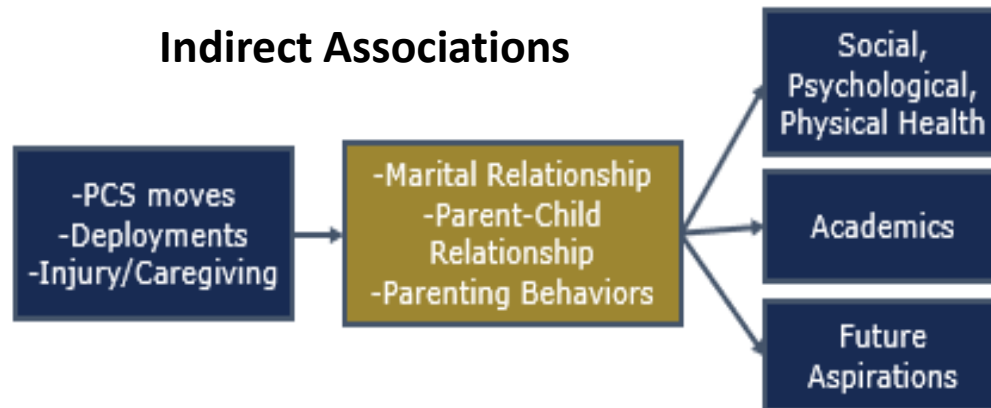 Indirect Associations
-PCS moves
-Deployments
-Injury/Caregiving
-Marital Relationship
-Parent-Child
Relationship
-Parenting Behaviors
Social,
Psychological,
Physical Health
Academics
Future
Aspirations